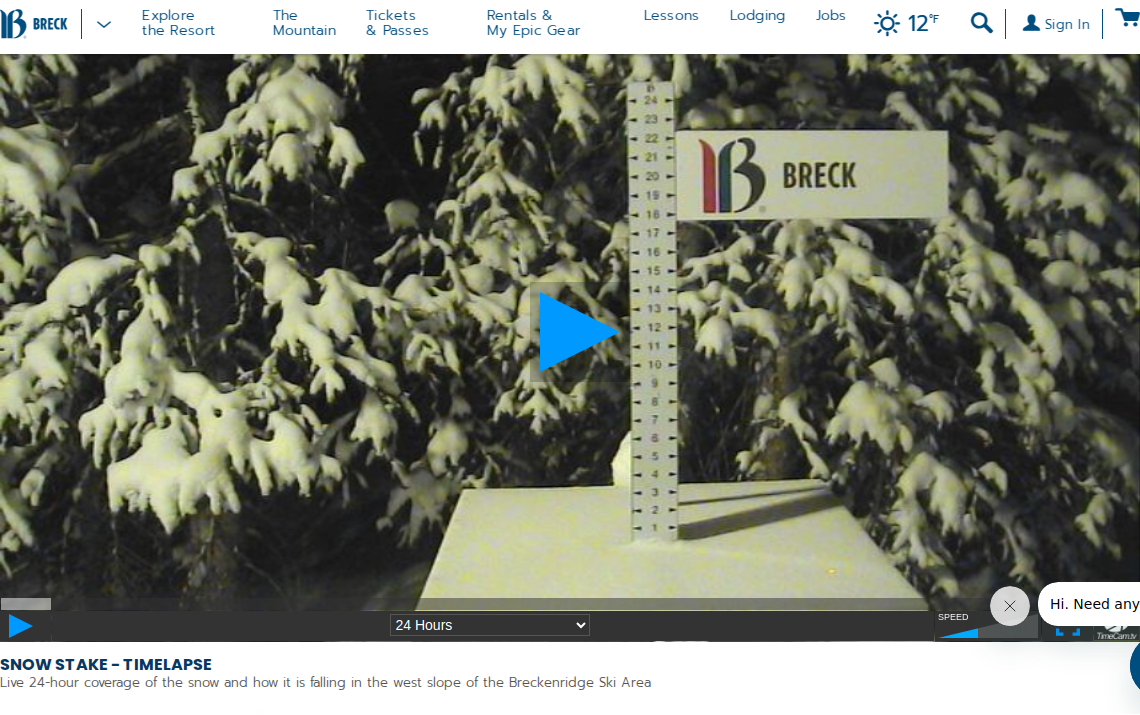 BRECK
Explore
the Resort
The
Mountain
Tickets
& Passes
Rentals &
My Epic Gear
Lessons
Lodging
Jobs
12°F
Sign In
24
23
22
21
20
19
18
17
16
15
14
13
12
11
10
9
8
7
6
5
4
3
2
1
B BRECK
24 Hours
SPEED
Hi. Need any
TimeCam.tv
SNOW STAKE - TIMELAPSE
Live 24-hour coverage of the snow and how it is falling in the west slope of the Breckenridge Ski Area